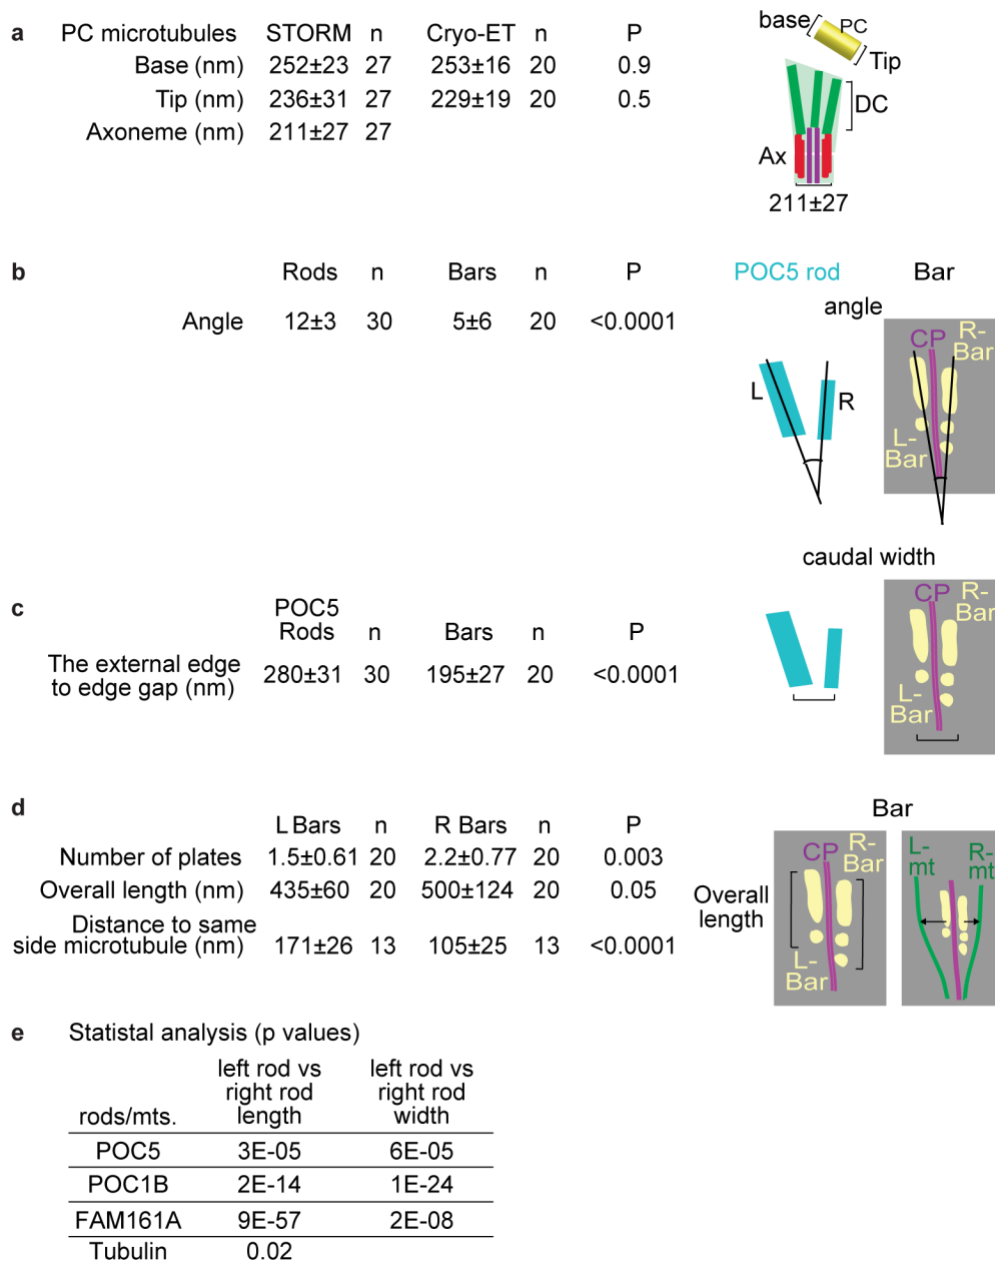 a PC microtubules STORM n Cryo-ET n P
Base (nm) 252±23 27 253±16 20 0.9
Tip (nm) 236±31 27 229±19 20 0.5
Axoneme (nm) 211±27 27
base PC
Tip
DC
Ax
211±27
b Rods n Bars n P
Angle 12±3 30 5±6 20 <0.0001
POC5 rod Bar
angle
L R
CP R-
Bar
L-
Bar
caudal width
c POC5
Rods n Bars n P
The external edge
to edge gap (nm) 280±31 30 195±27 20 <0.0001
CP R-
Bar
L-
Bar
d L Bars n R Bars n P
Number of plates 1.5±0.61 20 2.2±0.77 20 0.003
Overall length (nm) 435±60 20 500±124 20 0.05
Distance to same
side microtubule (nm) 171±26 13 105±25 13 <0.0001
Bar
Overall
length
CP R-
Bar
L-
Bar
L-
mt
R-
mt
e Statistal analysis (p values)
rods/mts. left rod vs
right rod
length left rod vs
right rod
width
POC5 3E-05 6E-05
POC1B 2E-14 1E-24
FAM161A 9E-57 2E-08
Tubulin 0.02